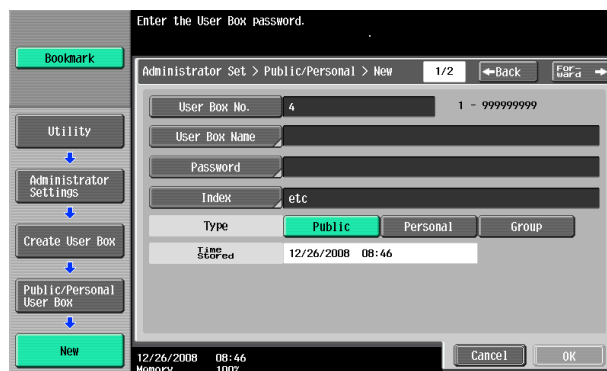 Enter the User Box password.
Bookmark
Administrator Set > Public/Personal > New
1/2
←Back
For-
ward →
User Box No.
4
1 - 999999999
User Box Name
Utility
Password
Administrator
Settings
Index
etc
Type
Public
Personal
Group
Create User Box
Time
Stored
12/26/2008 08:46
Public/Personal
User Box
New
12/26/2008 08:46
Memory 100%
Cancel
OK